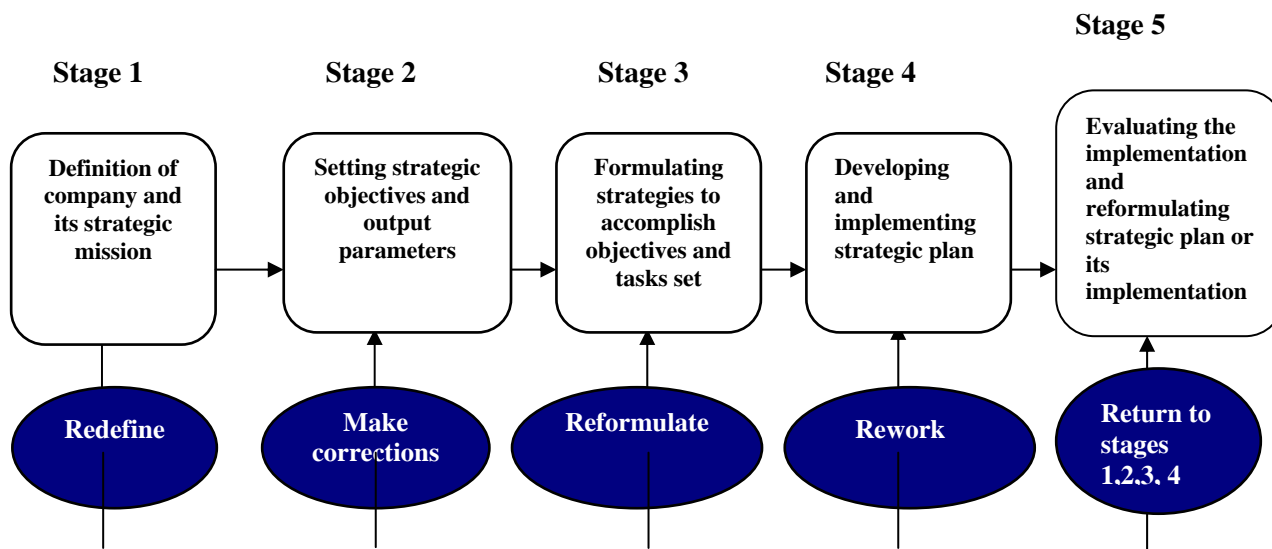 Stage 1
Stage 2
Stage 3
Stage 4
Stage 5
Definition of
company and
its strategic
mission
Setting strategic
objectives and
output
parameters
Formulating
strategies to
accomplish
objectives and
tasks set
Developing
and
implementing
strategic plan
Evaluating the
implementation
and
reformulating
strategic plan or
its
implementation
Redefine
Make
corrections
Reformulate
Rework
Return to
stages
1,2,3, 4